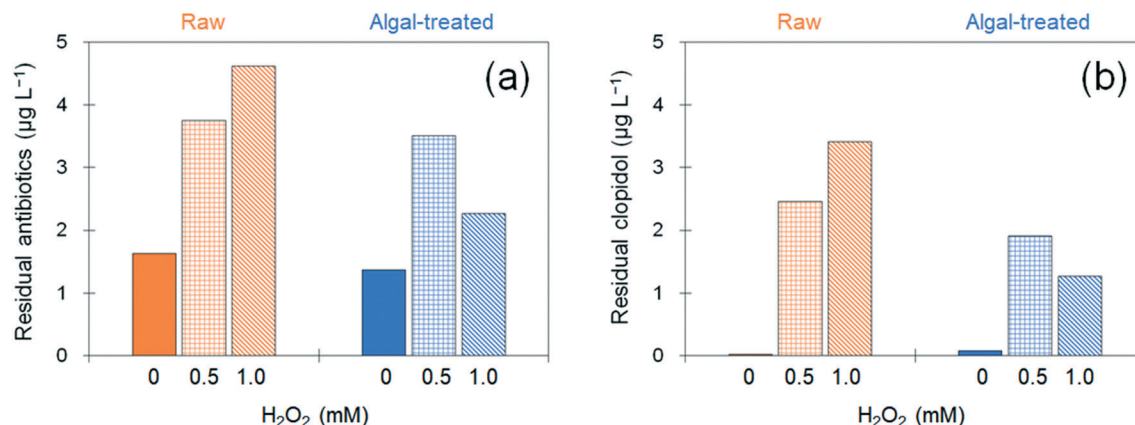 Raw Algal-treated
(a)
Residual antibiotics (µg L⁻¹)
5
4
3
2
1
0
0 0.5 1.0 0 0.5 1.0
H₂O₂ (mM)
Raw Algal-treated
(b)
Residual clopidol (µg L⁻¹)
5
4
3
2
1
0
0 0.5 1.0 0 0.5 1.0
H₂O₂ (mM)